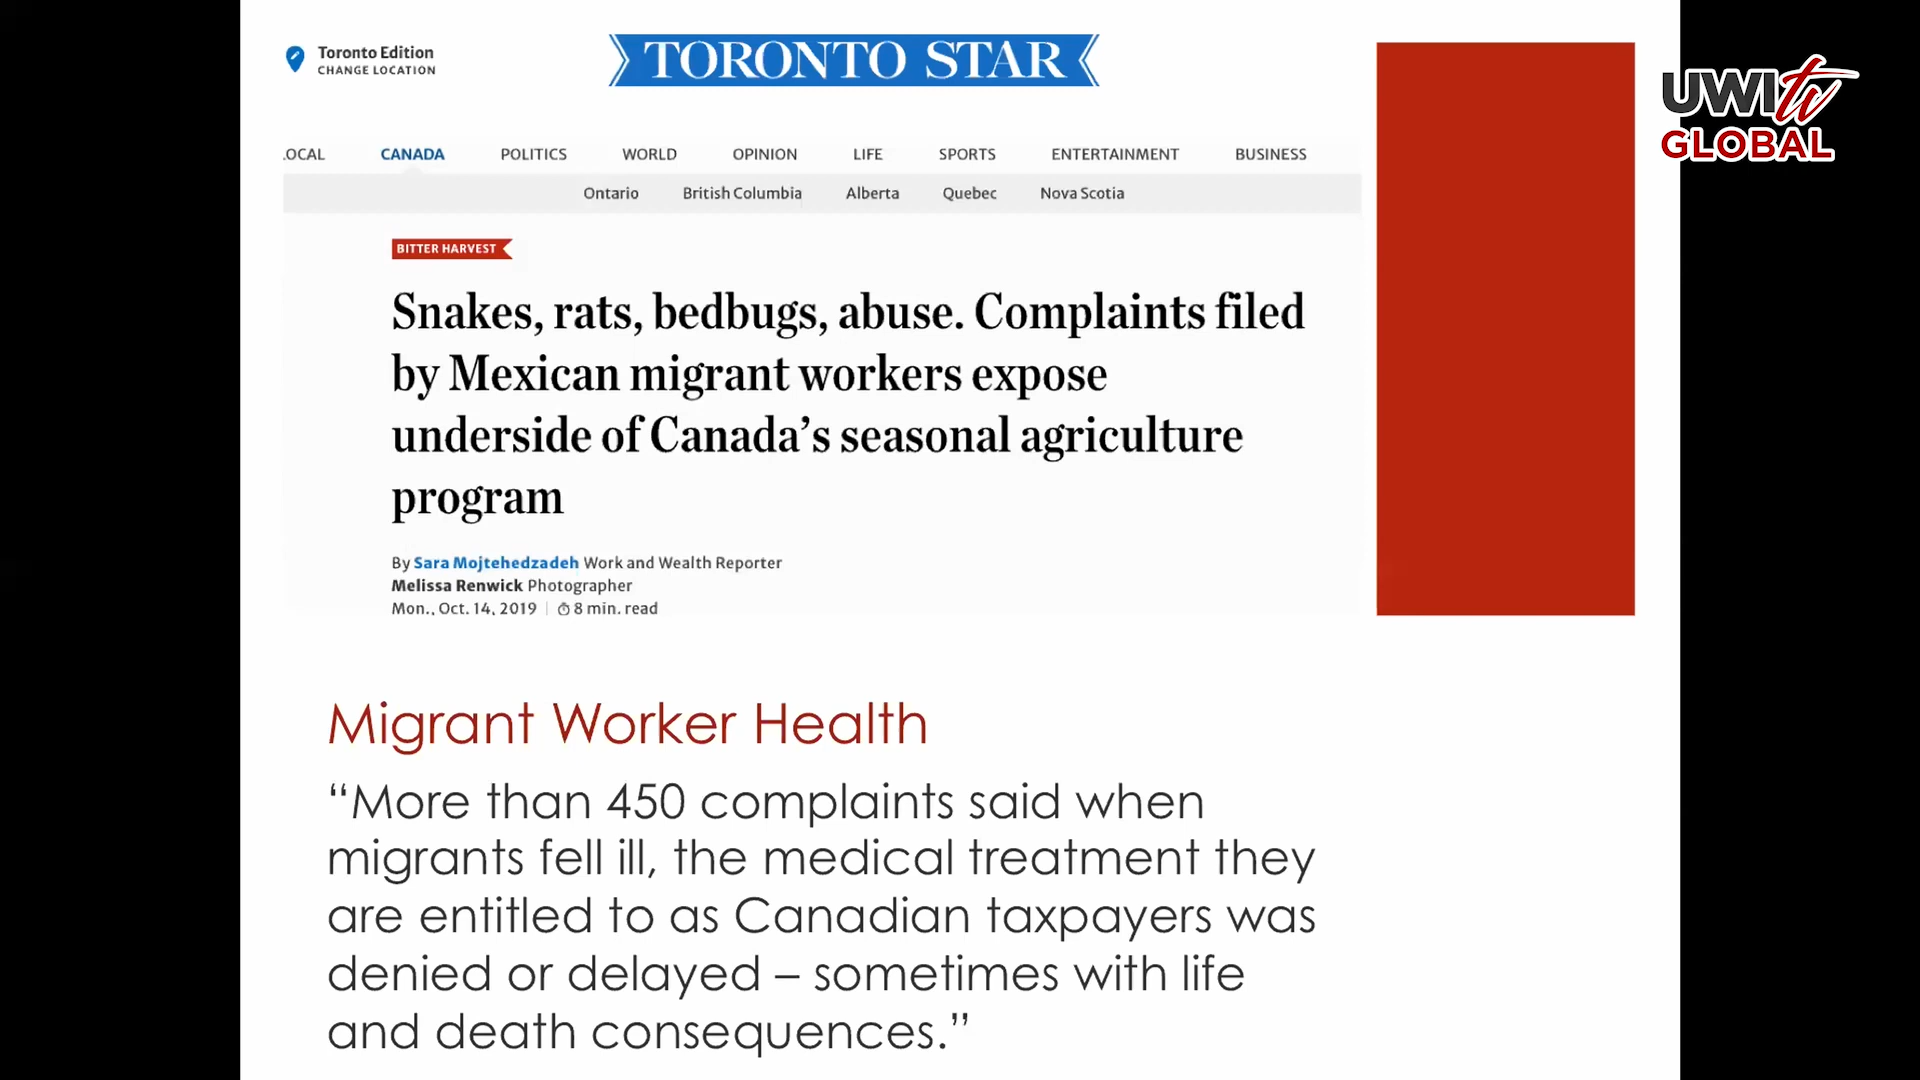 Toronto Edition
CHANGE LOCATION
TORONTO STAR
UWItv
GLOBAL
.OCAL CANADA POLITICS WORLD OPINION LIFE SPORTS ENTERTAINMENT BUSINESS
Ontario British Columbia Alberta Quebec Nova Scotia
BITTER HARVEST
Snakes, rats, bedbugs, abuse. Complaints filed
by Mexican migrant workers expose
underside of Canada’s seasonal agriculture
program
By Sara Mojtehedzadeh Work and Wealth Reporter
Melissa Renwick Photographer
Mon., Oct. 14, 2019 | 8 min. read
Migrant Worker Health
“More than 450 complaints said when
migrants fell ill, the medical treatment they
are entitled to as Canadian taxpayers was
denied or delayed – sometimes with life
and death consequences.”